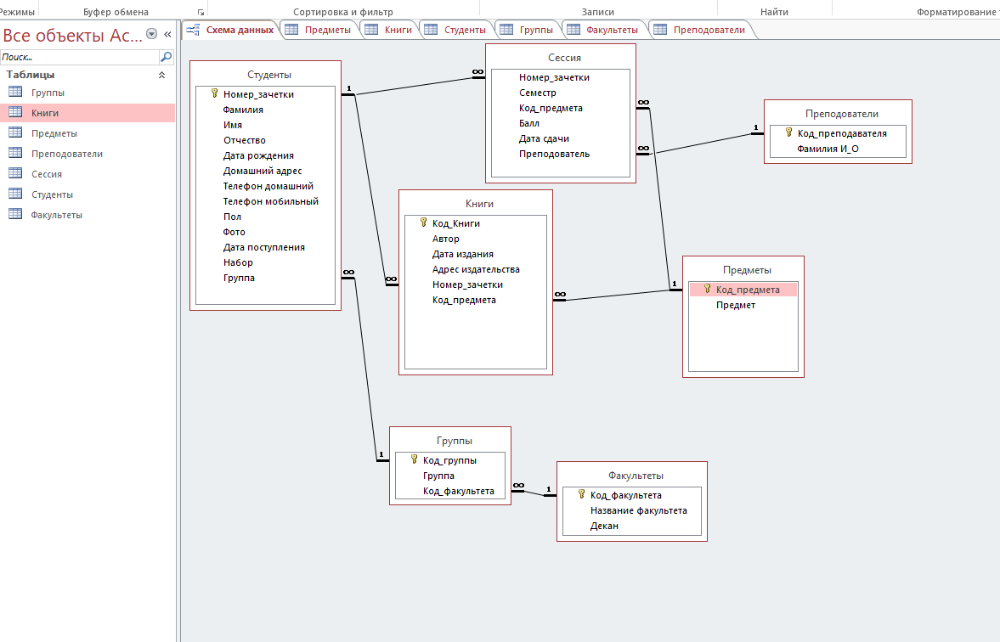 Режимы
Буфер обмена
Сортировка и фильтр
Записи
Найти
Форматирование
Все объекты Ac...
Поиск...
Таблицы
Группы
Книги
Предметы
Преподователи
Сессия
Студенты
Факультеты
Схема данных
Предметы
Книги
Студенты
Группы
Факультеты
Преподователи
Студенты
Номер_зачетки
Фамилия
Имя
Отчество
Дата рождения
Домашний адрес
Телефон домашний
Телефон мобильный
Пол
Фото
Дата поступления
Набор
Группа
Сессия
Номер_зачетки
Семестр
Код_предмета
Балл
Дата сдачи
Преподователь
Преподователи
Код_преподавателя
Фамилия И_О
Книги
Код_Книги
Автор
Дата издания
Адрес издательства
Номер_зачетки
Код_предмета
Предметы
Код_предмета
Предмет
Группы
Код_группы
Группа
Код_факультета
Факультеты
Код_факультета
Название факультета
Декан
1
∞
∞
∞
1
∞
∞
1
∞
1
∞
1